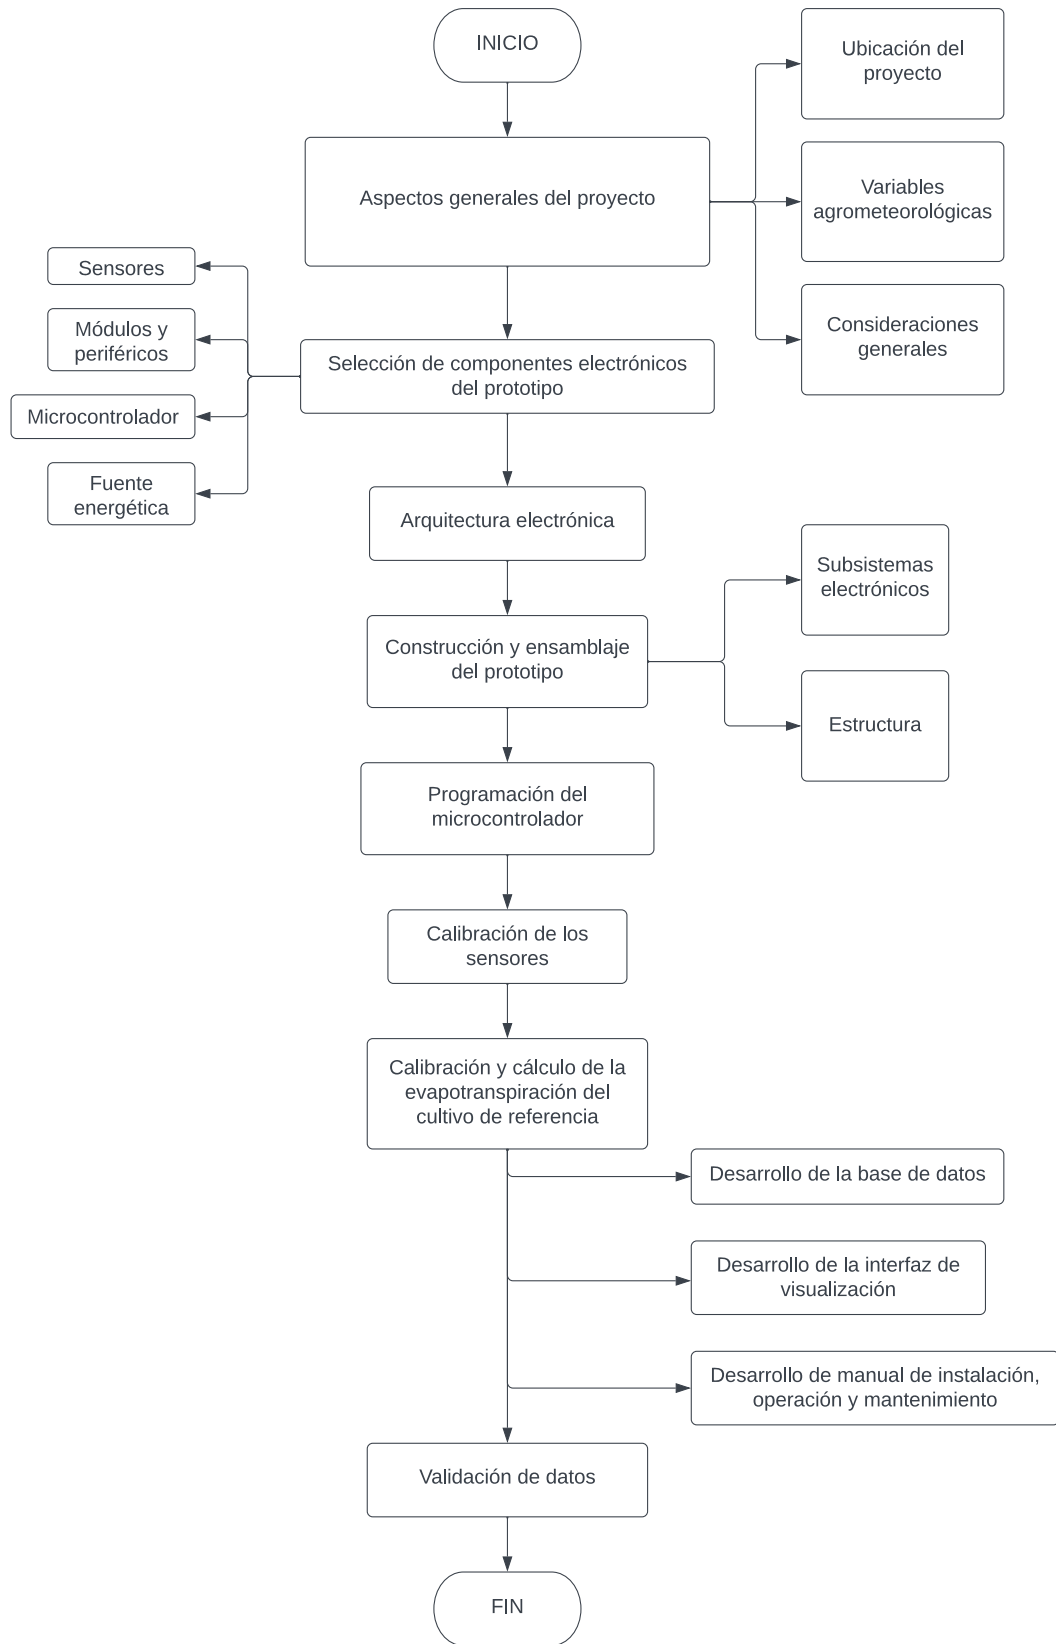 INICIO
Ubicación del
proyecto
Aspectos generales del proyecto
Variables
agrometeorológicas
Consideraciones
generales
Sensores
Módulos y
periféricos
Microcontrolador
Fuente
energética
Selección de componentes electrónicos
del prototipo
Arquitectura electrónica
Construcción y ensamblaje
del prototipo
Subsistemas
electrónicos
Estructura
Programación del
microcontrolador
Calibración de los
sensores
Calibración y cálculo de la
evapotranspiración del
cultivo de referencia
Desarrollo de la base de datos
Desarrollo de la interfaz de
visualización
Desarrollo de manual de instalación,
operación y mantenimiento
Validación de datos
FIN